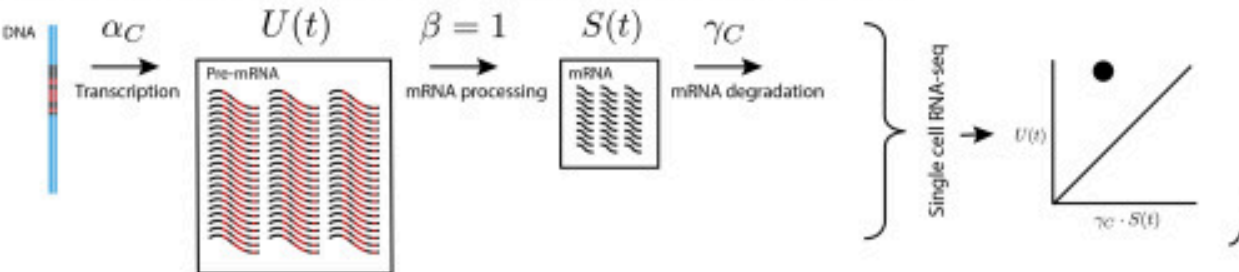 DNA
α_C
Transcription
U(t)
Pre-mRNA
β = 1
mRNA processing
S(t)
mRNA
γ_C
mRNA degradation
Single cell RNA-seq
U(t)
γ_C · S(t)